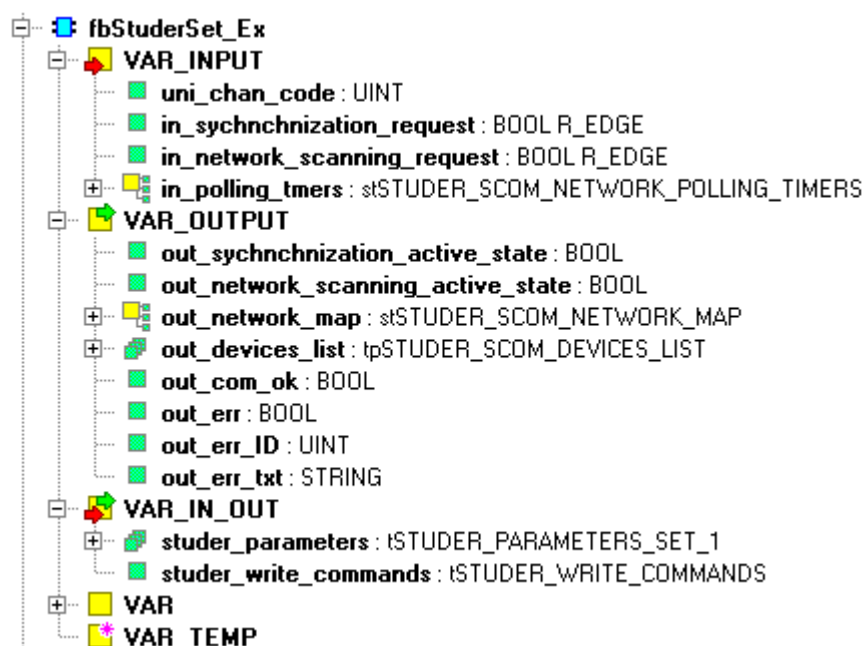 fbStuderSet_Ex
VAR_INPUT
uni_chan_code : UINT
in_sychnchnization_request : BOOL R_EDGE
in_network_scanning_request : BOOL R_EDGE
in_polling_tmers : stSTUDER_SCOM_NETWORK_POLLING_TIMERS
VAR_OUTPUT
out_sychnchnization_active_state : BOOL
out_network_scanning_active_state : BOOL
out_network_map : stSTUDER_SCOM_NETWORK_MAP
out_devices_list : tpSTUDER_SCOM_DEVICES_LIST
out_com_ok : BOOL
out_err : BOOL
out_err_ID : UINT
out_err_txt : STRING
VAR_IN_OUT
studer_parameters : tSTUDER_PARAMETERS_SET_1
studer_write_commands : tSTUDER_WRITE_COMMANDS
VAR
VAR_TEMP